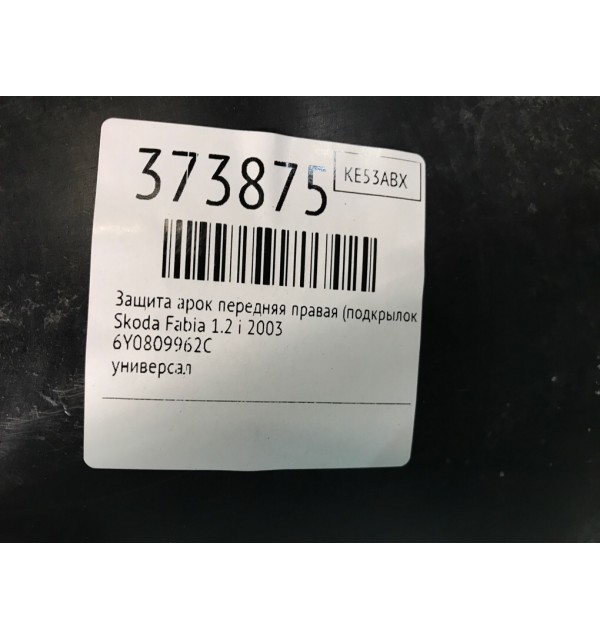 373875
KE53ABX
Защита арок передняя правая (подкрылок
Skoda Fabia 1.2 i 2003
6Y0809962C
универсал